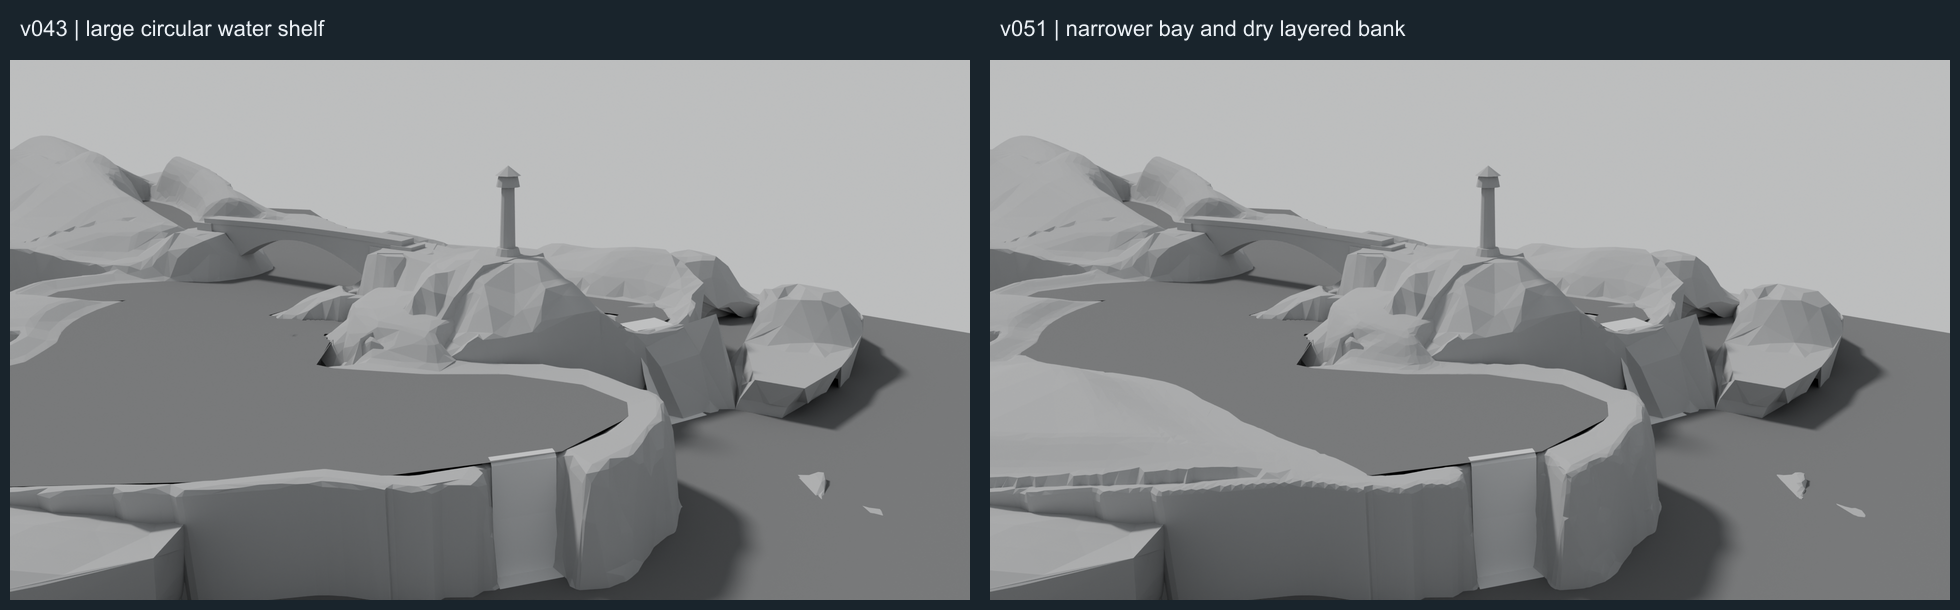 v043 | large circular water shelf
v051 | narrower bay and dry layered bank